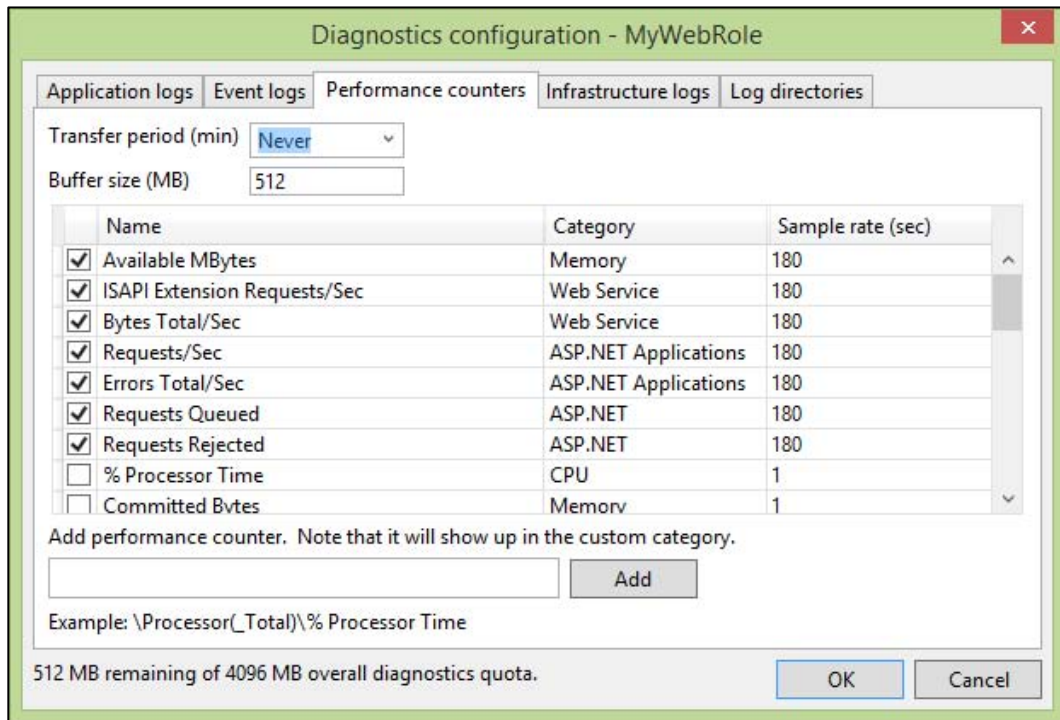 Diagnostics configuration - MyWebRole
Application logs Event logs Performance counters Infrastructure logs Log directories
Transfer period (min) Never
Buffer size (MB) 512
Name Category Sample rate (sec)
Available MBytes Memory 180
ISAPI Extension Requests/Sec Web Service 180
Bytes Total/Sec Web Service 180
Requests/Sec ASP.NET Applications 180
Errors Total/Sec ASP.NET Applications 180
Requests Queued ASP.NET 180
Requests Rejected ASP.NET 180
% Processor Time CPU 1
Committed Bytes Memory 1
Add performance counter. Note that it will show up in the custom category.
Add
Example: \Processor(_Total)\% Processor Time
512 MB remaining of 4096 MB overall diagnostics quota.
OK Cancel